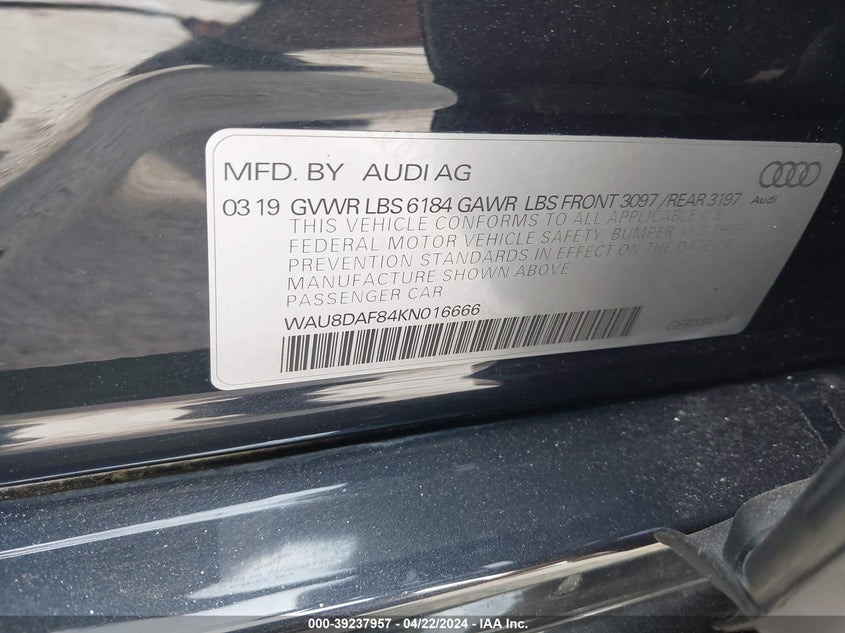 MFD. BY AUDI AG
03 19 GVWR LBS 6184 GAWR LBS FRONT 3097 / REAR 3197 Audi
THIS VEHICLE CONFORMS TO ALL APPLICABLE U.S.
FEDERAL MOTOR VEHICLE SAFETY, BUMPER AND THEFT
PREVENTION STANDARDS IN EFFECT ON THE DATE OF
MANUFACTURE SHOWN ABOVE
PASSENGER CAR
WAU8DAF84KN016666
GERMANY
000-39237957 - 04/22/2024 - IAA Inc.